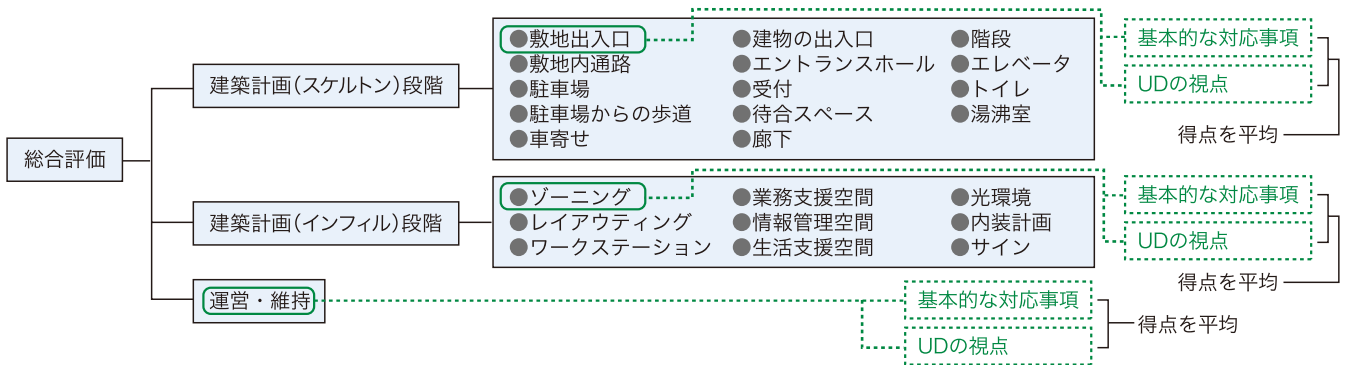 総合評価
建築計画（スケルトン）段階
●敷地出入口
●敷地内通路
●駐車場
●駐車場からの歩道
●車寄せ
●建物の出入口
●エントランスホール
●受付
●待合スペース
●廊下
●階段
●エレベータ
●トイレ
●湯沸室
基本的な対応事項
UDの視点
得点を平均
建築計画（インフィル）段階
●ゾーニング
●レイアウティング
●ワークステーション
●業務支援空間
●情報管理空間
●生活支援空間
●光環境
●内装計画
●サイン
基本的な対応事項
UDの視点
得点を平均
運営・維持
基本的な対応事項
UDの視点
得点を平均